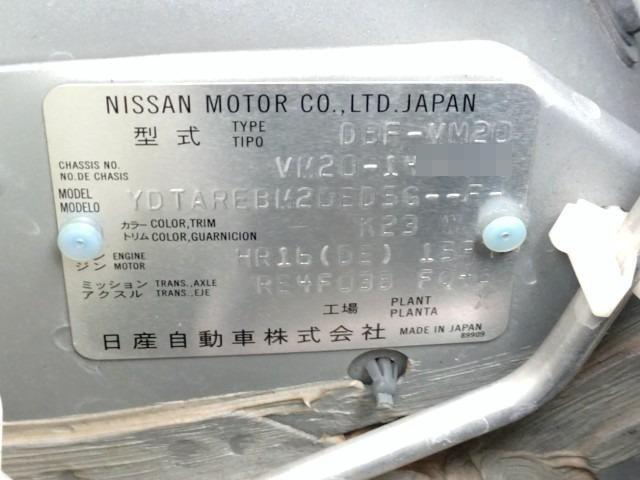 NISSAN MOTOR CO.,LTD.JAPAN
型式 TYPE TIPO DBF-VM20
CHASSIS NO. NO.DE CHASIS VM20-1
MODEL MODELO YDTAREBM20EDSG--F-
カラー COLOR,TRIM
トリム COLOR,GUARNICION K23
ENGINE
ジン MOTOR HR16(DE)
ミッション TRANS.,AXLE
アクスル TRANS.,EJE RE4F03B
工場 PLANT PLANTA
日産自動車株式会社 MADE IN JAPAN
89909